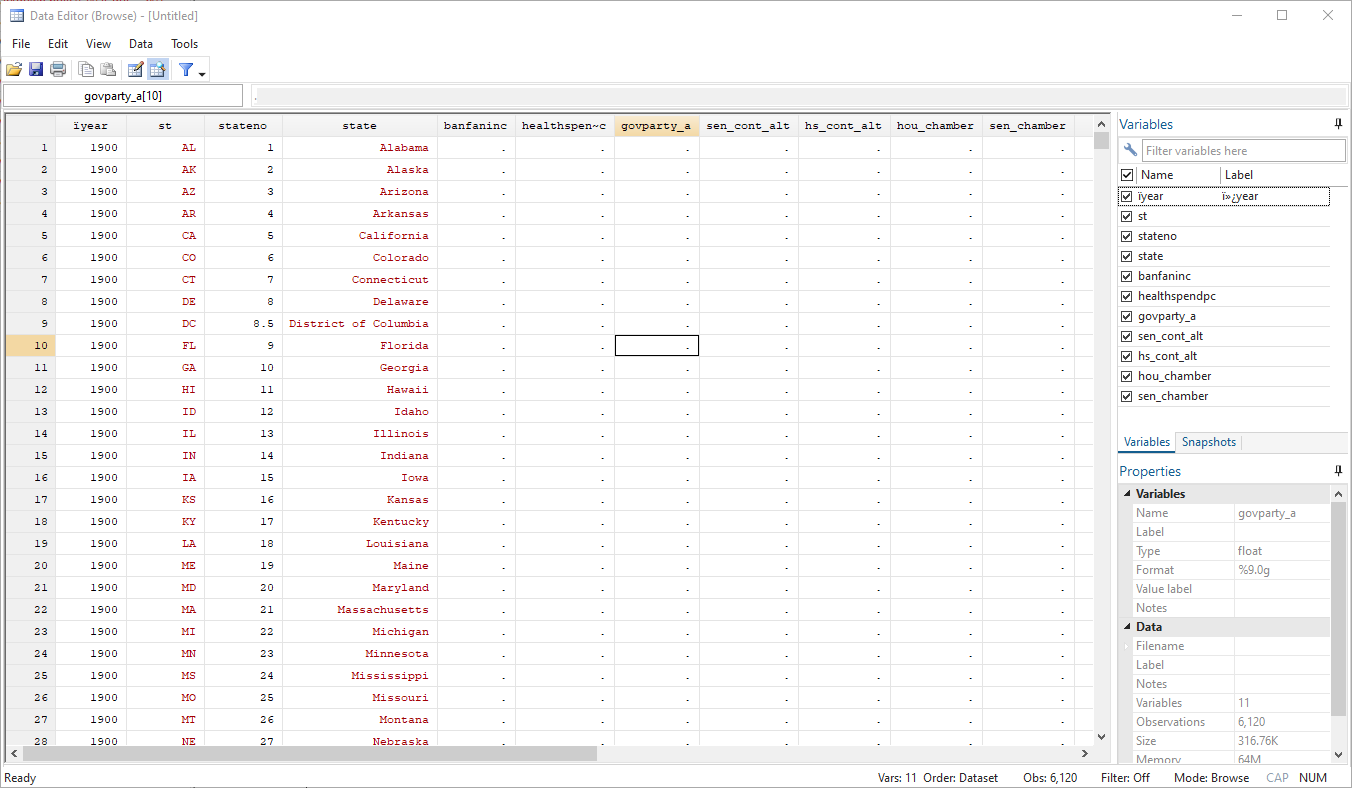 Data Editor (Browse) - [Untitled]
File Edit View Data Tools
govparty_a[10] .
ïyear st stateno state banfaninc healthspen~c govparty_a sen_cont_alt hs_cont_alt hou_chamber sen_chamber
1 1900 AL 1 Alabama . . . . . . .
2 1900 AK 2 Alaska . . . . . . .
3 1900 AZ 3 Arizona . . . . . . .
4 1900 AR 4 Arkansas . . . . . . .
5 1900 CA 5 California . . . . . . .
6 1900 CO 6 Colorado . . . . . . .
7 1900 CT 7 Connecticut . . . . . . .
8 1900 DE 8 Delaware . . . . . . .
9 1900 DC 8.5 District of Columbia . . . . . . .
10 1900 FL 9 Florida . . . . . . .
11 1900 GA 10 Georgia . . . . . . .
12 1900 HI 11 Hawaii . . . . . . .
13 1900 ID 12 Idaho . . . . . . .
14 1900 IL 13 Illinois . . . . . . .
15 1900 IN 14 Indiana . . . . . . .
16 1900 IA 15 Iowa . . . . . . .
17 1900 KS 16 Kansas . . . . . . .
18 1900 KY 17 Kentucky . . . . . . .
19 1900 LA 18 Louisiana . . . . . . .
20 1900 ME 19 Maine . . . . . . .
21 1900 MD 20 Maryland . . . . . . .
22 1900 MA 21 Massachusetts . . . . . . .
23 1900 MI 22 Michigan . . . . . . .
24 1900 MN 23 Minnesota . . . . . . .
25 1900 MS 24 Mississippi . . . . . . .
26 1900 MO 25 Missouri . . . . . . .
27 1900 MT 26 Montana . . . . . . .
28 1900 NE 27 Nebraska . . . . . . .
Variables
Filter variables here
Name Label
ïyear ï»¿year
st
stateno
state
banfaninc
healthspendpc
govparty_a
sen_cont_alt
hs_cont_alt
hou_chamber
sen_chamber
Variables Snapshots
Properties
Variables
Name govparty_a
Label
Type float
Format %9.0g
Value label
Notes
Data
Filename
Label
Notes
Variables 11
Observations 6,120
Size 316.76K
Memory 64M
Ready Vars: 11 Order: Dataset Obs: 6,120 Filter: Off Mode: Browse CAP NUM